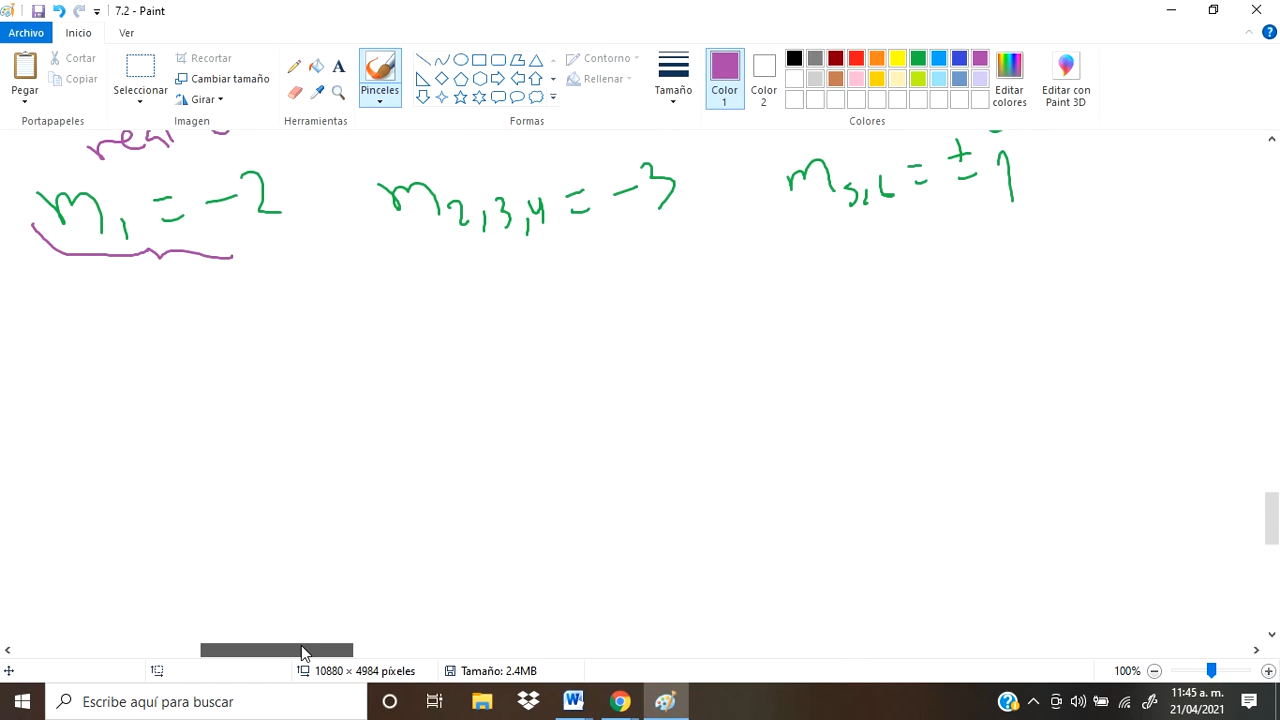 7.2 - Paint
Archivo Inicio Ver
Pegar
Cortar
Copiar
Portapapeles
Seleccionar
Recortar
Cambiar tamaño
Girar
Imagen
Pinceles
Herramientas
Contorno
Rellenar
Formas
Tamaño
Color 1
Color 2
Editar colores
Colores
Editar con Paint 3D
real
m₁ = -2 m₂,₃,₄ = -3 m₅,₆ = ± i
10880 × 4984 píxeles Tamaño: 2.4MB 100%
Escribe aquí para buscar
11:45 a. m.
21/04/2021